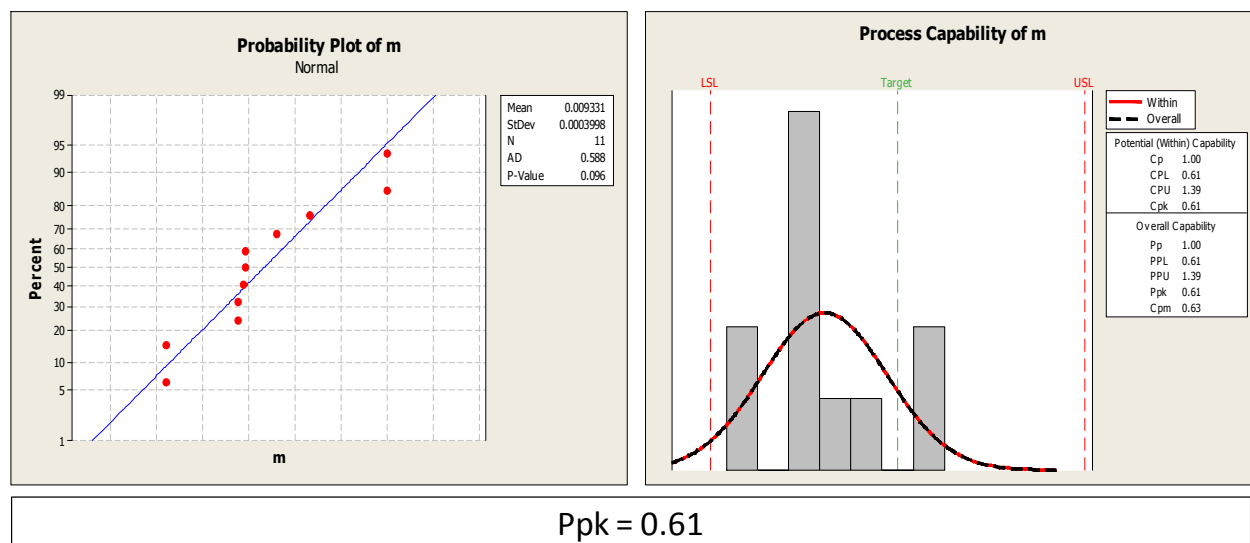 Probability Plot of m
Normal
99
95
90
80
70
60
50
40
30
20
10
5
1
Percent
m
Mean 0.009331
StDev 0.0003998
N 11
AD 0.588
P-Value 0.096
Process Capability of m
LSL Target USL
Within
Overall
Potential (Within) Capability
Cp 1.00
CPL 0.61
CPU 1.39
Cpk 0.61
Overall Capability
Pp 1.00
PPL 0.61
PPU 1.39
Ppk 0.61
Cpm 0.63
Ppk = 0.61